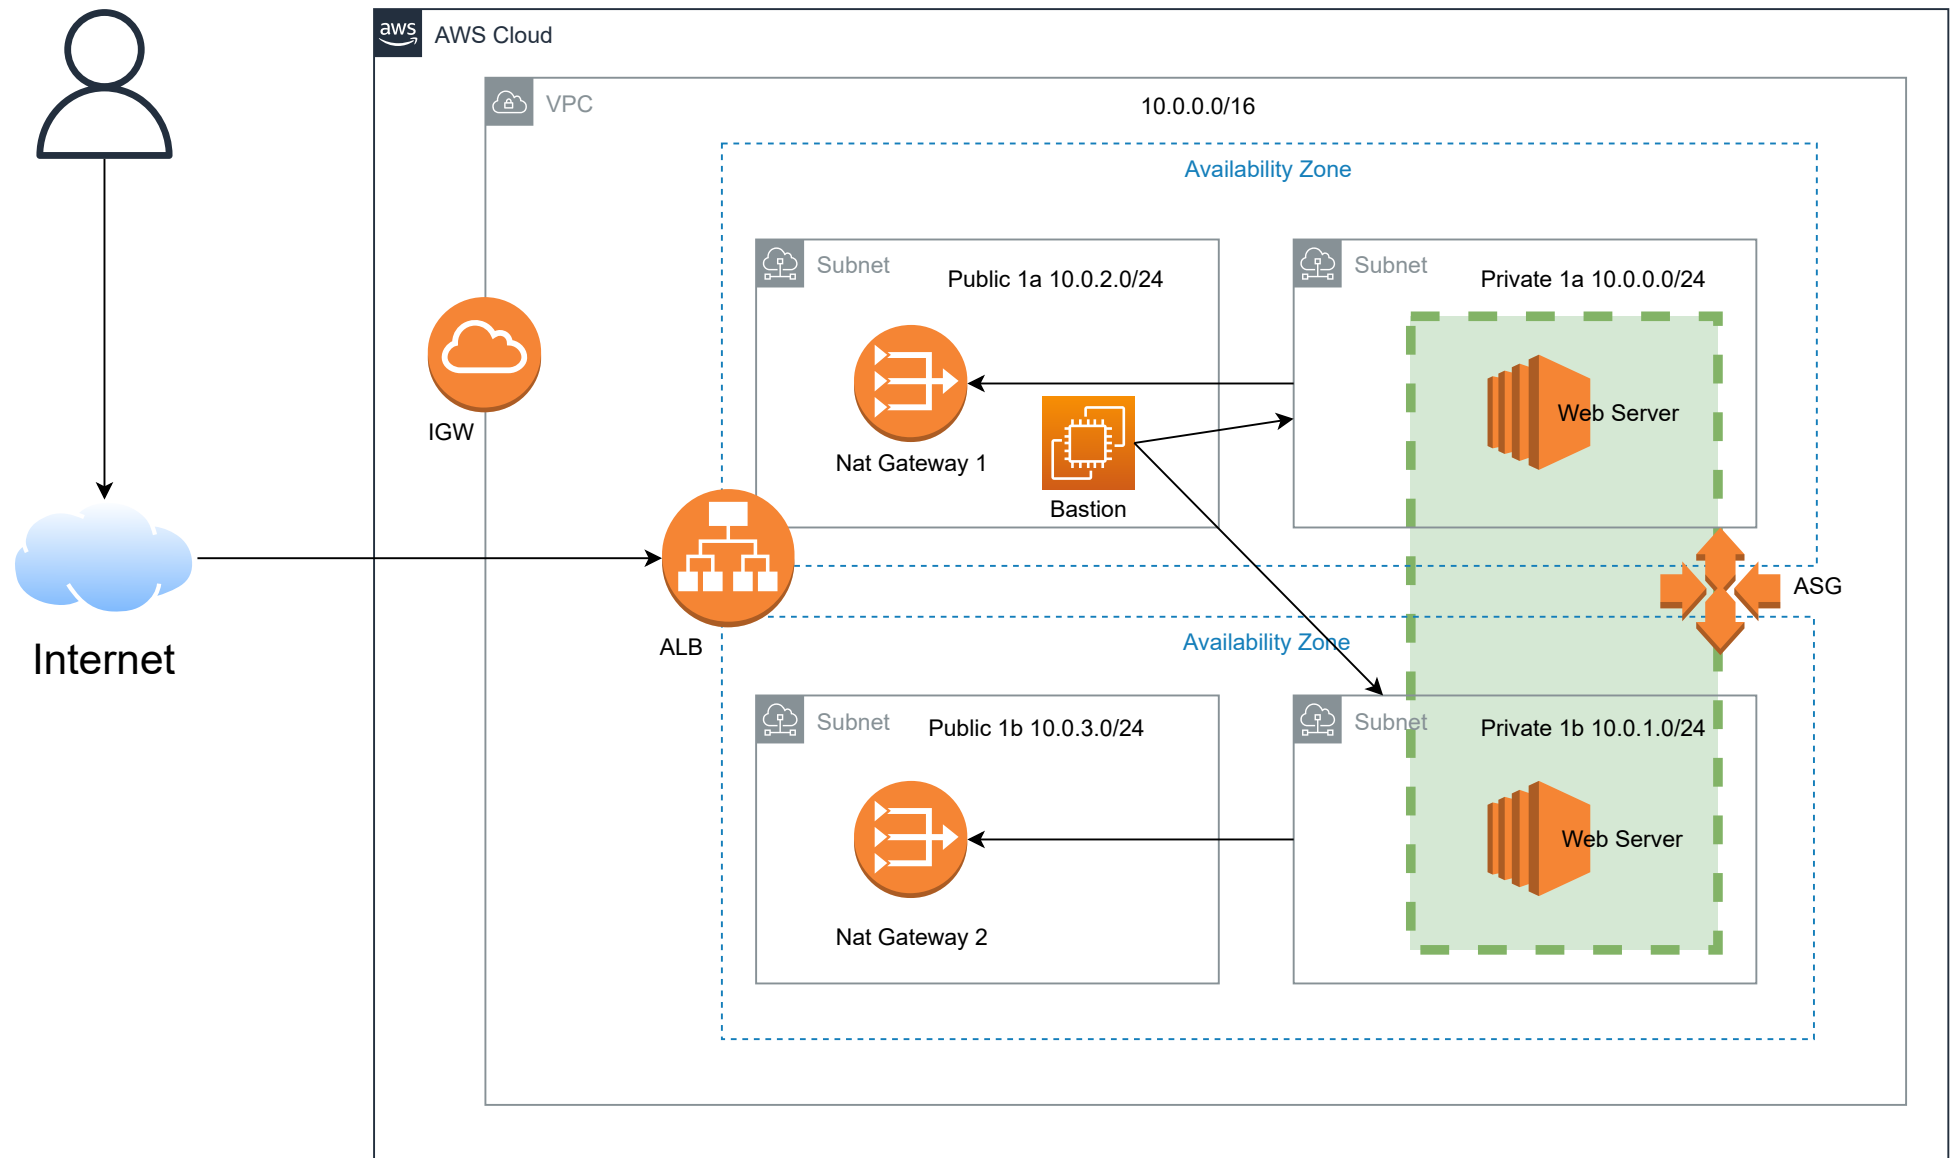 aws
AWS Cloud
VPC
10.0.0.0/16
Availability Zone
Subnet
Public 1a 10.0.2.0/24
Subnet
Private 1a 10.0.0.0/24
Web Server
IGW
Nat Gateway 1
Bastion
ASG
Internet
ALB
Availability Zone
Subnet
Public 1b 10.0.3.0/24
Subnet
Private 1b 10.0.1.0/24
Web Server
Nat Gateway 2